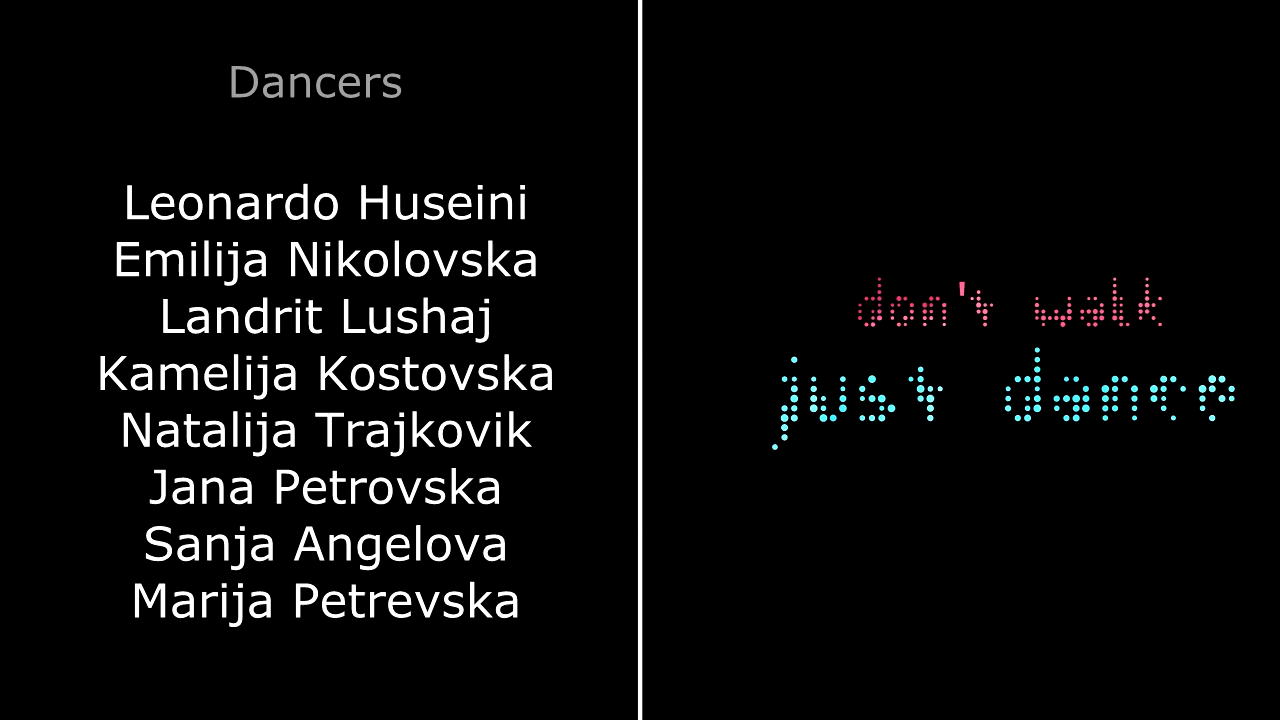 Dancers
Leonardo Huseini
Emilija Nikolovska
Landrit Lushaj
Kamelija Kostovska
Natalija Trajkovik
Jana Petrovska
Sanja Angelova
Marija Petrevska
don't walk
just dance